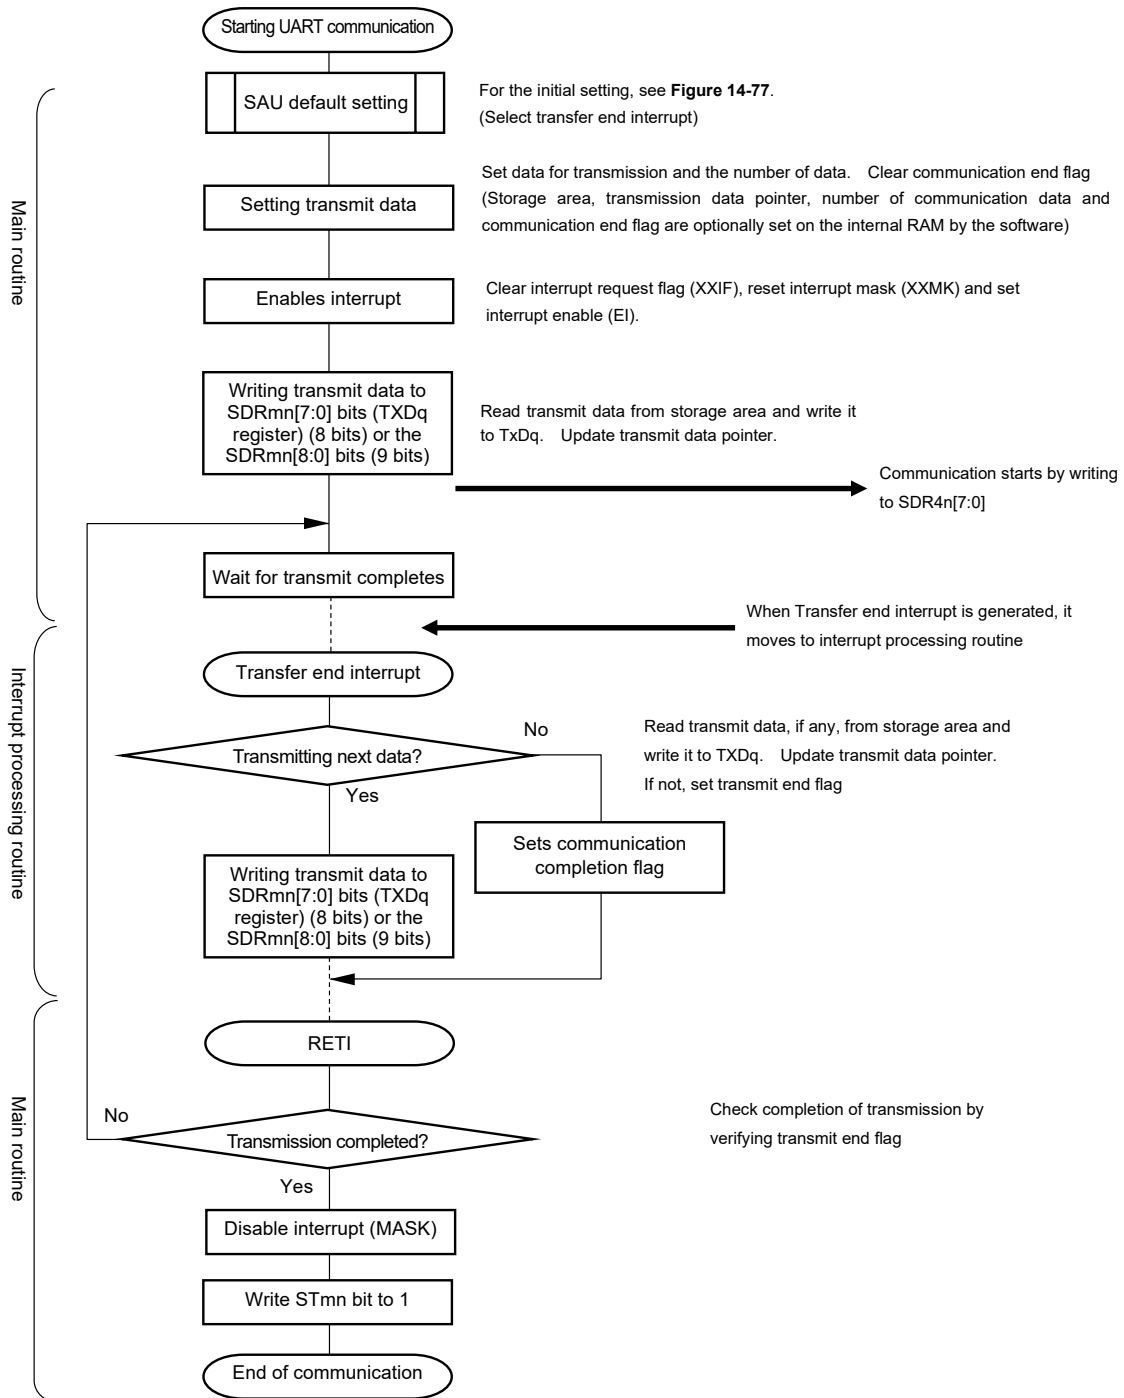 Starting UART communication
SAU default setting
For the initial setting, see Figure 14-77.
(Select transfer end interrupt)
Main routine
Setting transmit data
Set data for transmission and the number of data. Clear communication end flag
(Storage area, transmission data pointer, number of communication data and
communication end flag are optionally set on the internal RAM by the software)
Enables interrupt
Clear interrupt request flag (XXIF), reset interrupt mask (XXMK) and set
interrupt enable (EI).
Writing transmit data to
SDRmn[7:0] bits (TXDq
register) (8 bits) or the
SDRmn[8:0] bits (9 bits)
Read transmit data from storage area and write it
to TxDq. Update transmit data pointer.
Communication starts by writing
to SDR4n[7:0]
Wait for transmit completes
When Transfer end interrupt is generated, it
moves to interrupt processing routine
Interrupt processing routine
Transfer end interrupt
Transmitting next data?
No
Yes
Read transmit data, if any, from storage area and
write it to TXDq. Update transmit data pointer.
If not, set transmit end flag
Sets communication
completion flag
Writing transmit data to
SDRmn[7:0] bits (TXDq
register) (8 bits) or the
SDRmn[8:0] bits (9 bits)
Main routine
RETI
No
Transmission completed?
Yes
Check completion of transmission by
verifying transmit end flag
Disable interrupt (MASK)
Write STmn bit to 1
End of communication